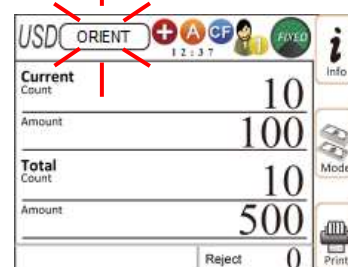 USD ORIENT A CF FIXED
12:37
Info
Current
Count 10
Amount 100
Mode
Total
Count 10
Amount 500
Reject 0 Print